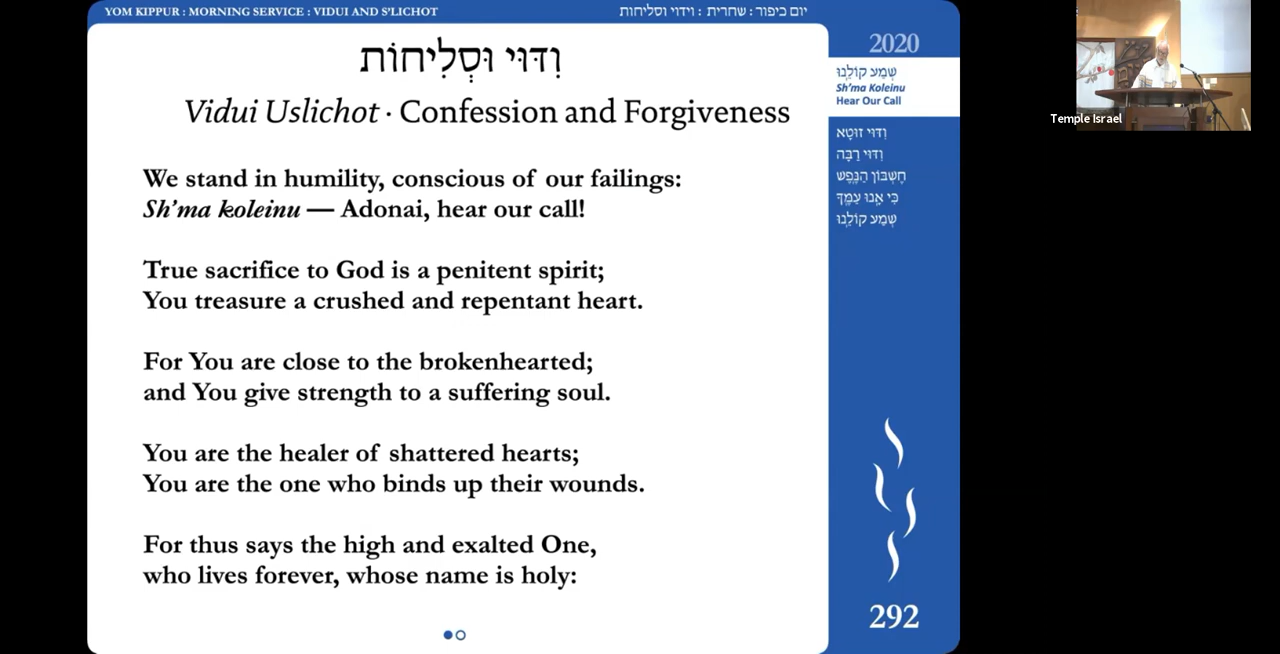 YOM KIPPUR : MORNING SERVICE : VIDUI AND S'LICHOT
יום כיפור : שחרית : וידוי וסליחות
וִדּוּי וּסְלִיחוֹת
Vidui Uslichot · Confession and Forgiveness
We stand in humility, conscious of our failings:
Sh'ma koleinu — Adonai, hear our call!
True sacrifice to God is a penitent spirit;
You treasure a crushed and repentant heart.
For You are close to the brokenhearted;
and You give strength to a suffering soul.
You are the healer of shattered hearts;
You are the one who binds up their wounds.
For thus says the high and exalted One,
who lives forever, whose name is holy:
2020
שְׁמַע קוֹלֵֽנוּ
Sh'ma Koleinu
Hear Our Call
וִדּוּי זוּטָא
וִדּוּי רַבָּה
חֶשְׁבּוֹן הַנֶּֽפֶשׁ
כִּי אָֽנוּ עַמֶּֽךָ
שְׁמַע קוֹלֵֽנוּ
292
Temple Israel